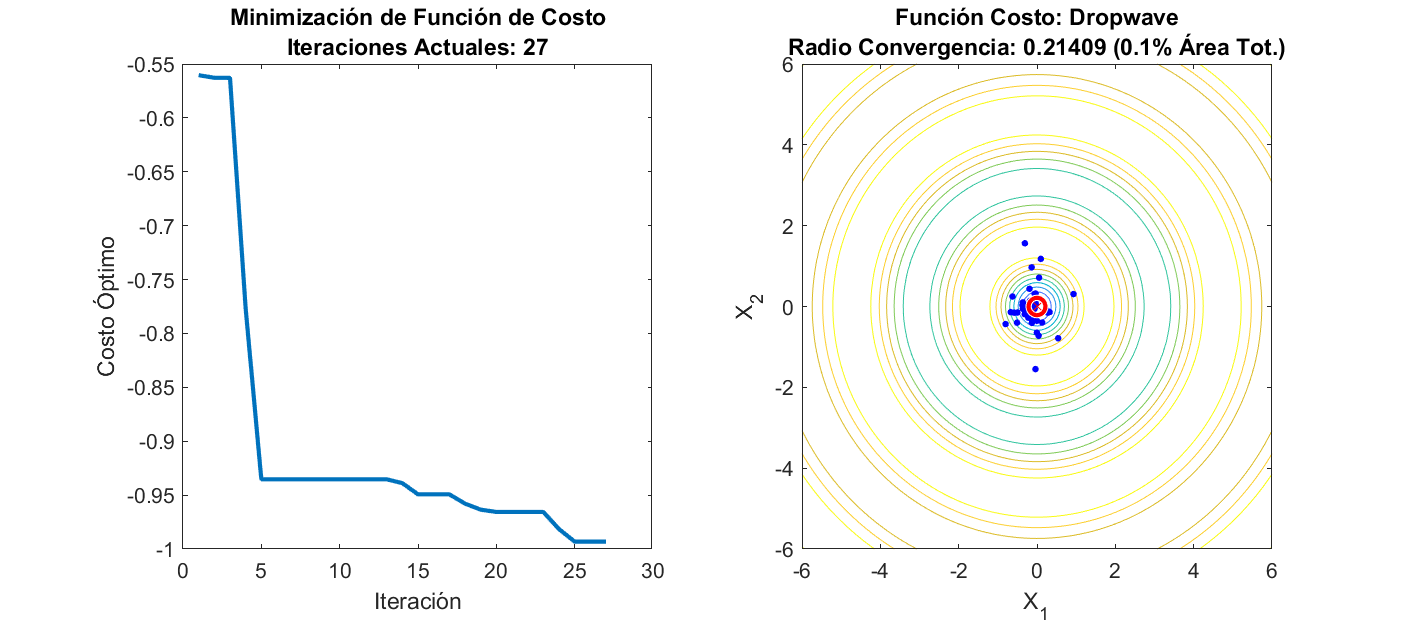 Minimización de Función de Costo
Iteraciones Actuales: 27
-0.55
-0.6
-0.65
-0.7
-0.75
-0.8
-0.85
-0.9
-0.95
-1
Costo Óptimo
0 5 10 15 20 25 30
Iteración
Función Costo: Dropwave
Radio Convergencia: 0.21409 (0.1% Área Tot.)
6
4
2
0
-2
-4
-6
X2
-6 -4 -2 0 2 4 6
X1